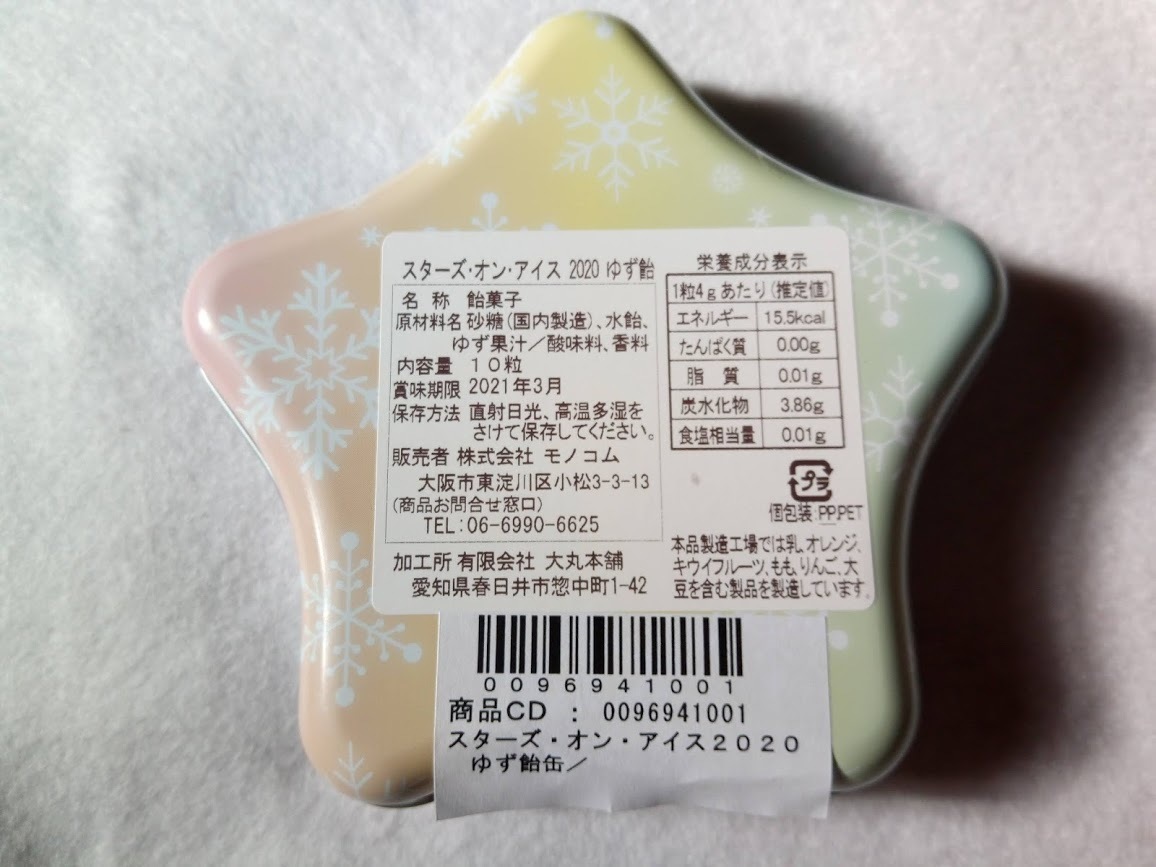 スターズ・オン・アイス 2020 ゆず飴
名 称 飴菓子
原材料名 砂糖(国内製造)、水飴、
ゆず果汁／酸味料、香料
内容量 １０粒
賞味期限 2021年3月
保存方法 直射日光、高温多湿を
さけて保存してください。
販売者 株式会社 モノコム
大阪市東淀川区小松3-3-13
(商品お問合せ窓口)
TEL:06-6990-6625
加工所 有限会社 大丸本舗
愛知県春日井市惣中町1-42
栄養成分表示
1粒4ｇあたり(推定値)
エネルギー 15.5kcal
たんぱく質 0.00g
脂 質 0.01g
炭水化物 3.86g
食塩相当量 0.01g
プラ
個包装:PP,PET
本品製造工場では乳、オレンジ、
キウイフルーツ、もも、りんご、大
豆を含む製品を製造しています。
0096941001
商品CD : 0096941001
スターズ・オン・アイス２０２０
ゆず飴缶／